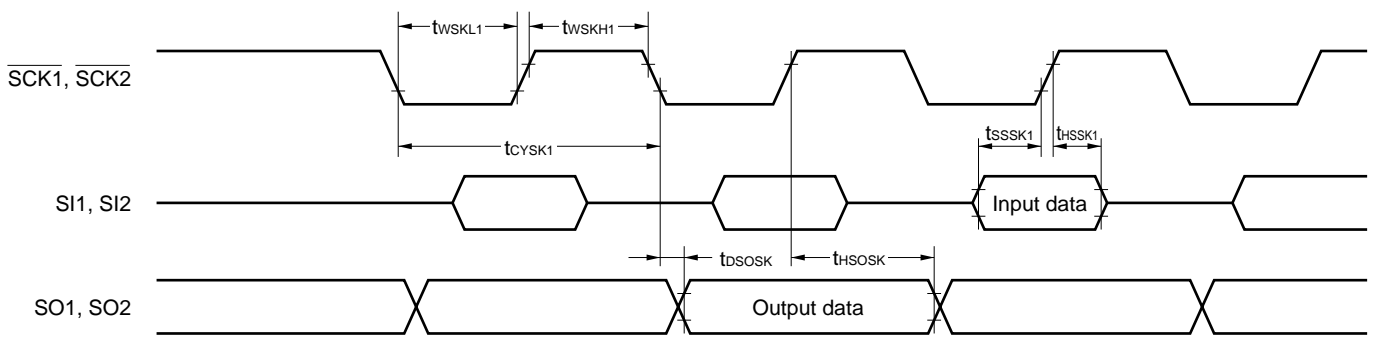 tWSKL1
tWSKH1
SCK1, SCK2
tSSSK1
tHSSK1
tCYSK1
SI1, SI2
Input data
tDSOSK
tHSOSK
SO1, SO2
Output data